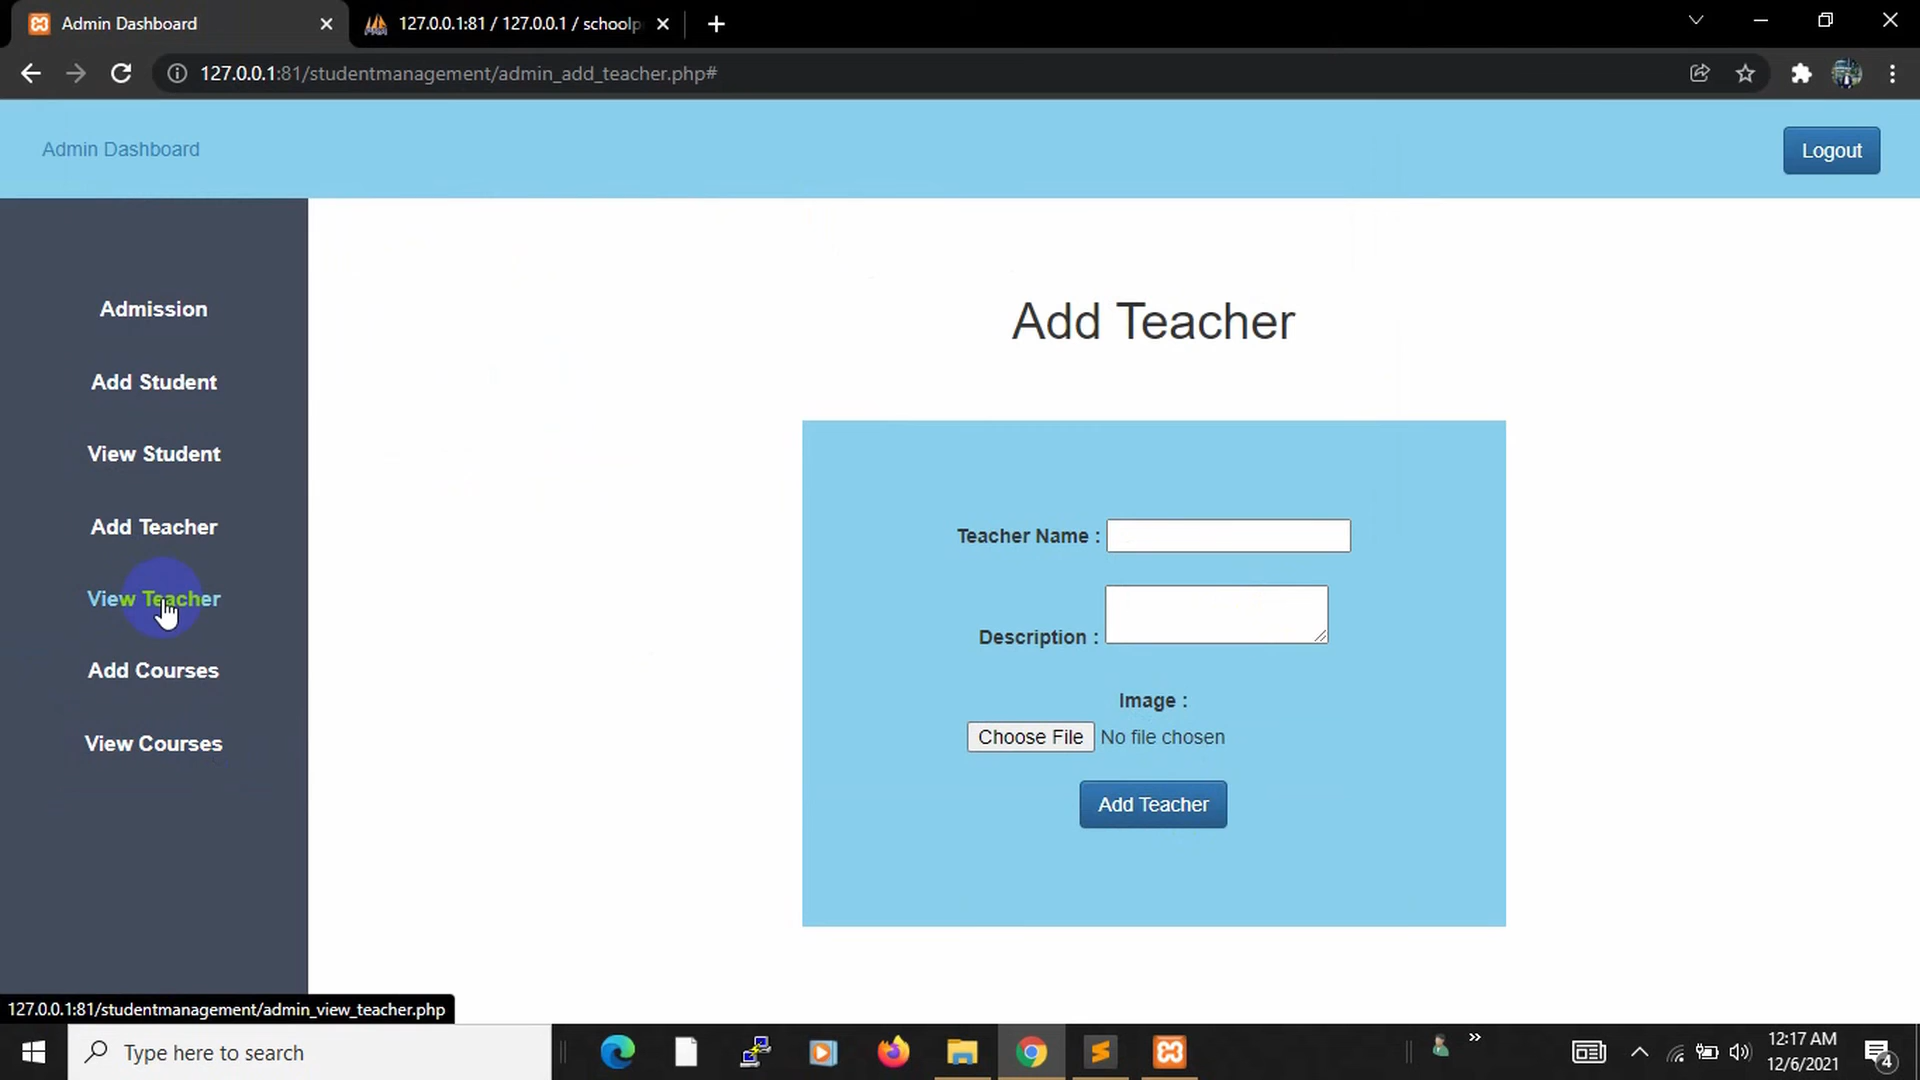 Admin Dashboard
127.0.0.1:81 / 127.0.0.1 / schoolp
127.0.0.1:81/studentmanagement/admin_add_teacher.php#
Admin Dashboard
Logout
Admission
Add Student
View Student
Add Teacher
View Teacher
Add Courses
View Courses
Add Teacher
Teacher Name :
Description :
Image :
Choose File No file chosen
Add Teacher
127.0.0.1:81/studentmanagement/admin_view_teacher.php
Type here to search
12:17 AM
12/6/2021
4